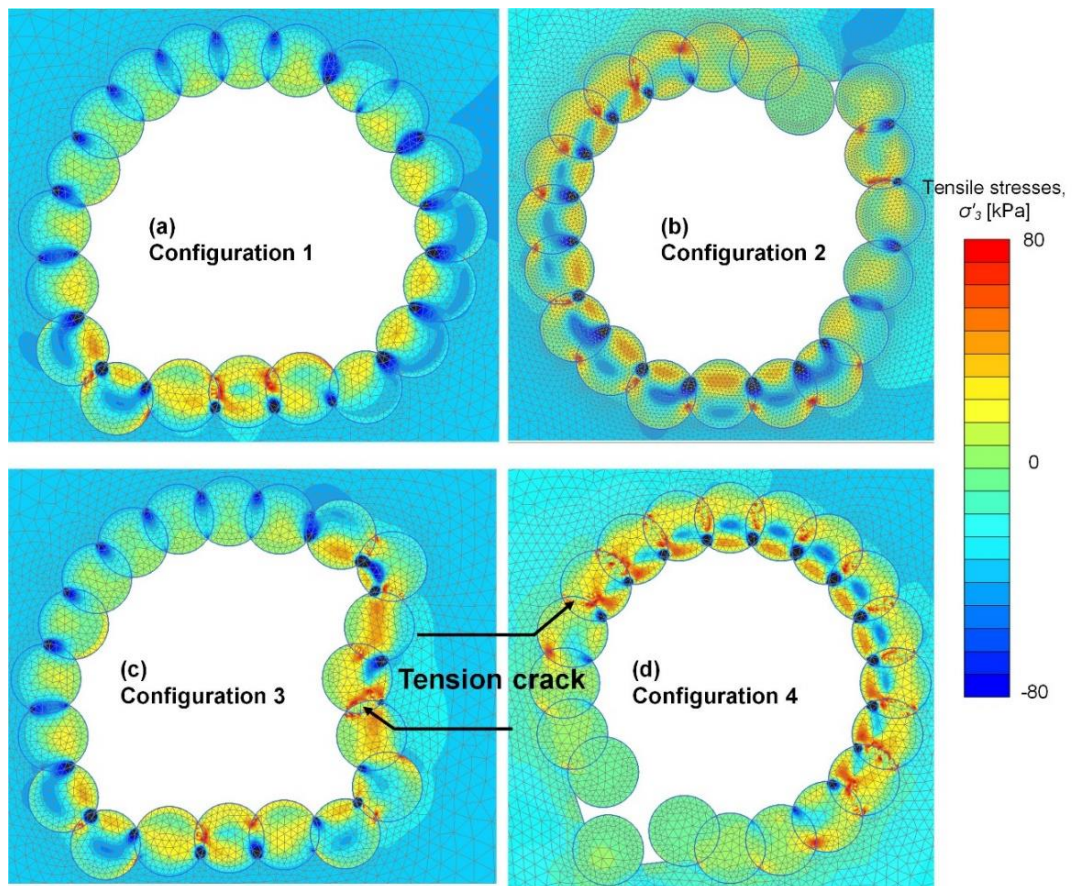 (a)
Configuration 1
(b)
Configuration 2
Tensile stresses,
σ'3 [kPa]
80
0
-80
(c)
Configuration 3
Tension crack
(d)
Configuration 4